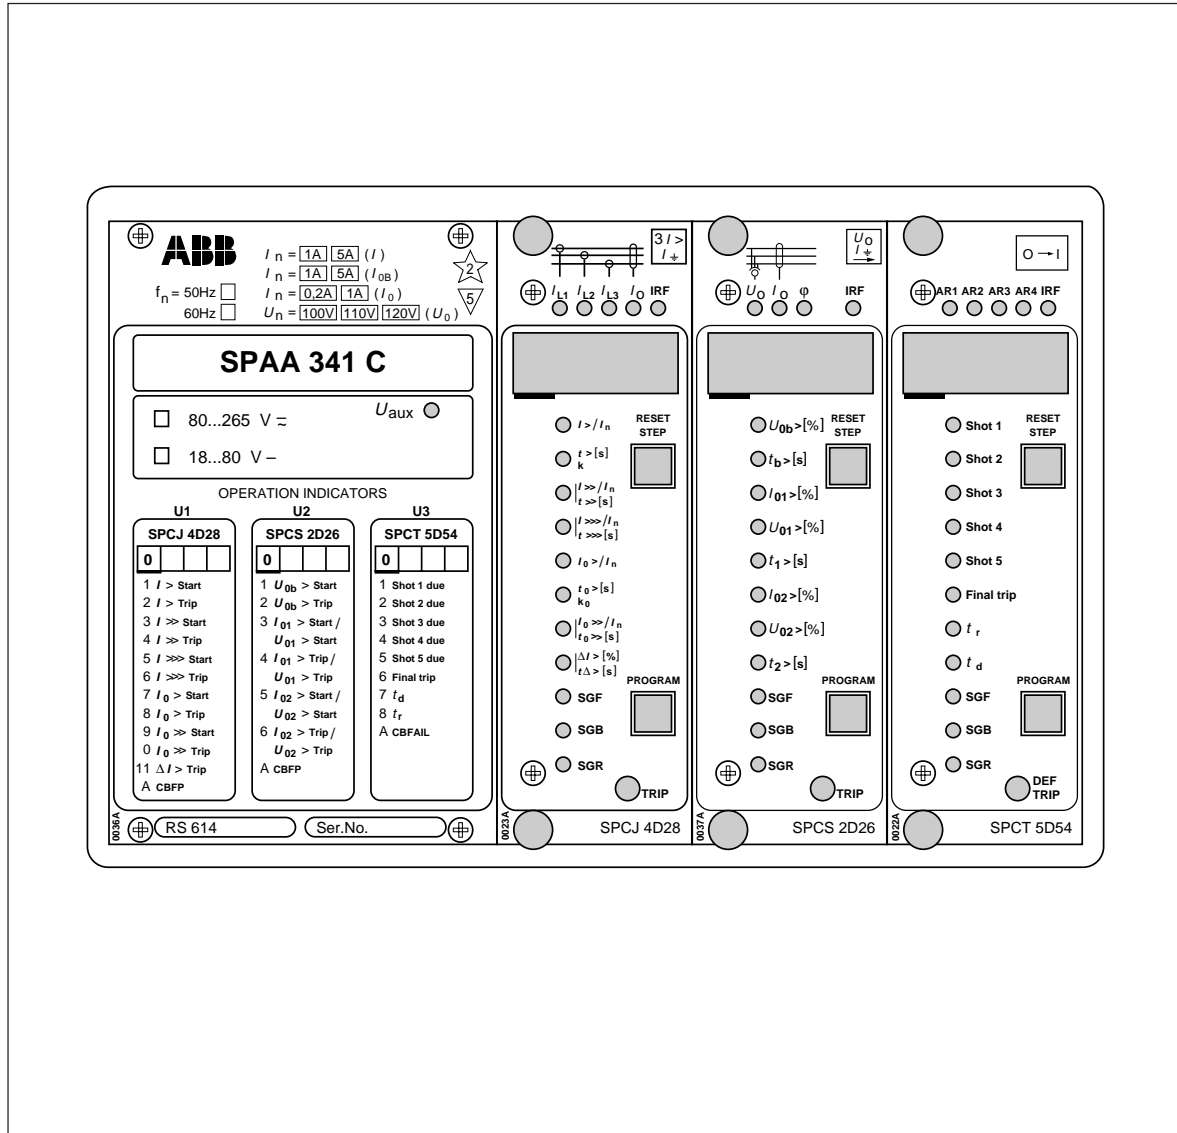 ABB
I n = 1A 5A (I)
I n = 1A 5A (I0B)
fn = 50Hz I n = 0,2A 1A (I0)
60Hz Un = 100V 110V 120V (U0)
2
5
SPAA 341 C
80...265 V
Uaux
18...80 V
OPERATION INDICATORS
U1 U2 U3
SPCJ 4D28
0
1 I > Start
2 I > Trip
3 I >> Start
4 I >> Trip
5 I >>> Start
6 I >>> Trip
7 I0 > Start
8 I0 > Trip
9 I0 >> Start
0 I0 >> Trip
11 ΔI > Trip
A CBFP
SPCS 2D26
0
1 U0b > Start
2 U0b > Trip
3 I01 > Start /
U01 > Start
4 I01 > Trip /
U01 > Trip
5 I02 > Start /
U02 > Start
6 I02 > Trip /
U02 > Trip
A CBFP
SPCT 5D54
0
1 Shot 1 due
2 Shot 2 due
3 Shot 3 due
4 Shot 4 due
5 Shot 5 due
6 Final trip
7 td
8 tr
A CBFAIL
0036A
RS 614
Ser.No.
3 I >
I ⏚
IL1 IL2 IL3 IO IRF
I > / In
t > [s]
k
I >> / In
t >> [s]
I >>> / In
t >>> [s]
I0 > / In
t0 > [s]
k0
I0 >> / In
t0 >> [s]
ΔI > [%]
tΔ > [s]
SGF
SGB
SGR
RESET
STEP
PROGRAM
TRIP
0023A
SPCJ 4D28
UO
I ⏚
→
UO IO φ IRF
U0b > [%]
tb > [s]
I01 > [%]
U01 > [%]
t1 > [s]
I02 > [%]
U02 > [%]
t2 > [s]
SGF
SGB
SGR
RESET
STEP
PROGRAM
TRIP
0037A
SPCS 2D26
O → I
AR1 AR2 AR3 AR4 IRF
Shot 1
Shot 2
Shot 3
Shot 4
Shot 5
Final trip
t r
t d
SGF
SGB
SGR
RESET
STEP
PROGRAM
DEF
TRIP
0022A
SPCT 5D54